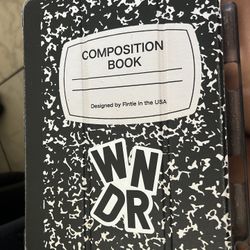 COMPOSITION
BOOK
Designed by Fintie in the USA
WN
DR